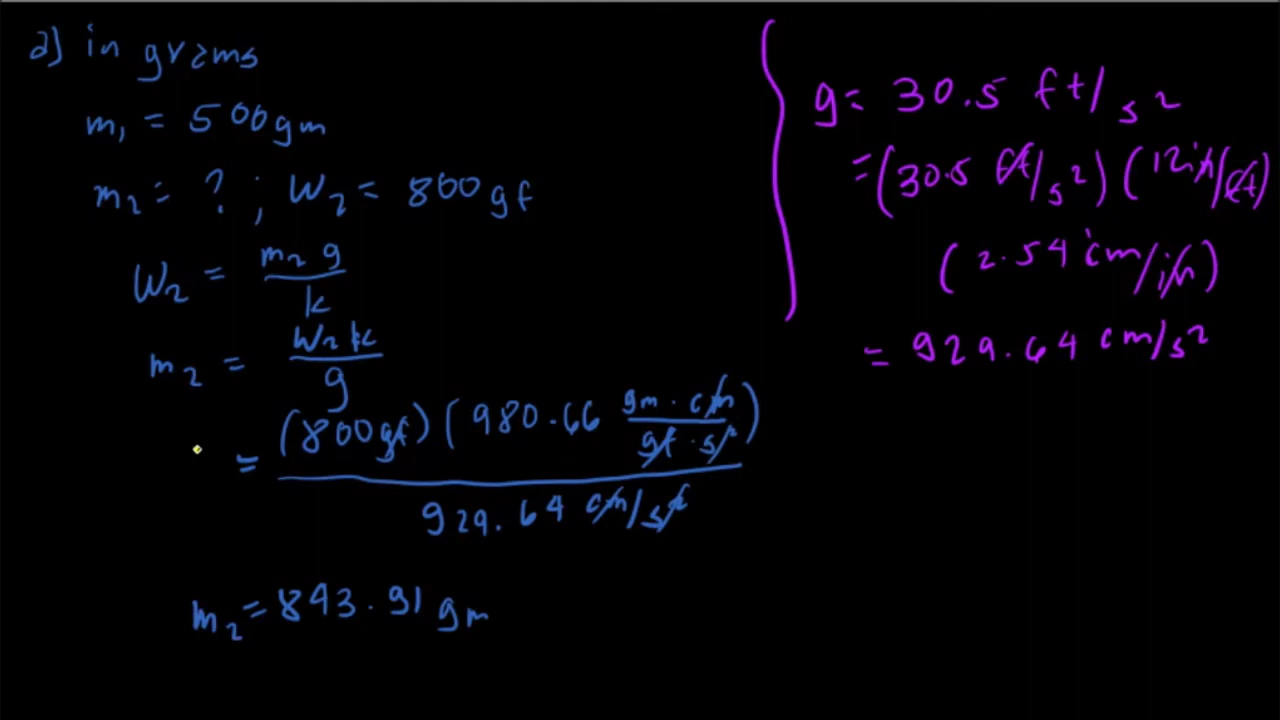 a) in grams
m₁ = 500 gm
m₂ = ? ; W₂ = 800 gf
W₂ = m₂ g / k
m₂ = W₂ k / g
= (800 gf) (980.66 gm · cm / gf · s²) / 929.64 cm/s²
m₂ = 843.91 gm
g = 30.5 ft/s²
= (30.5 ft/s²) (12 in/ft)
(2.54 cm/in)
= 929.64 cm/s²